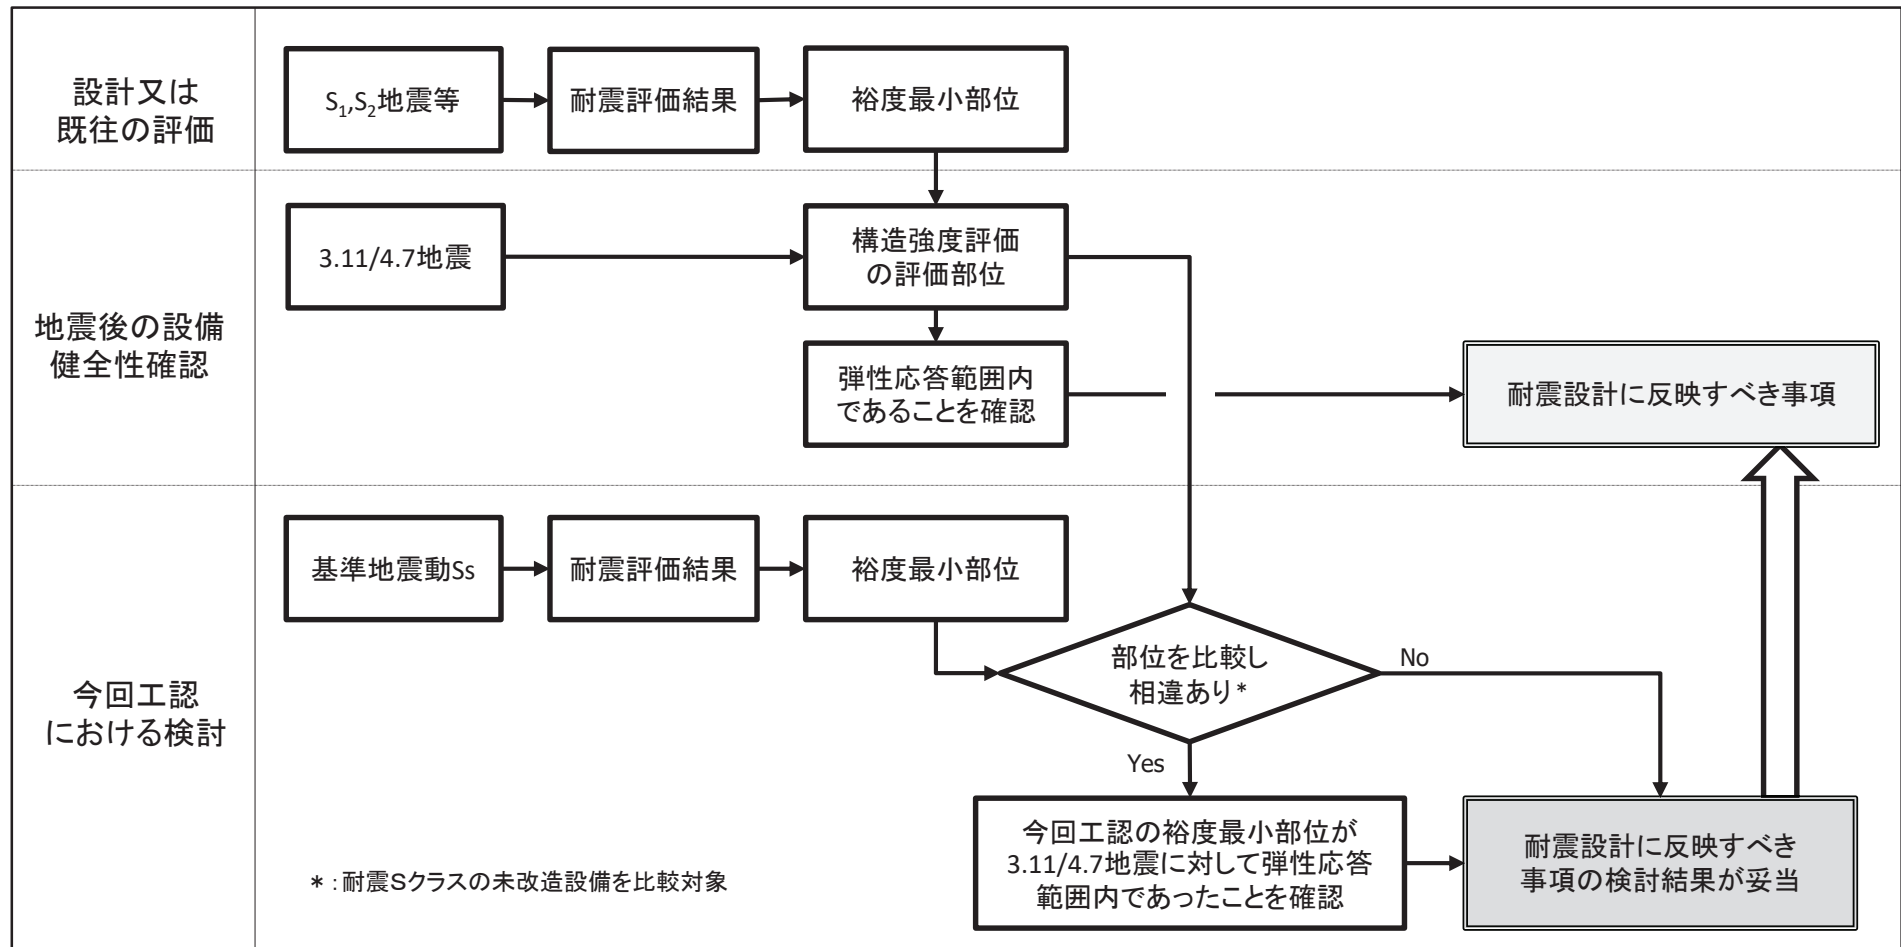 設計又は
既往の評価
S₁,S₂地震等
耐震評価結果
裕度最小部位
地震後の設備
健全性確認
3.11/4.7地震
構造強度評価
の評価部位
弾性応答範囲内
であることを確認
耐震設計に反映すべき事項
今回工認
における検討
基準地震動Ss
耐震評価結果
裕度最小部位
部位を比較し
相違あり*
No
Yes
今回工認の裕度最小部位が
3.11/4.7地震に対して弾性応答
範囲内であったことを確認
耐震設計に反映すべき
事項の検討結果が妥当
*:耐震Sクラスの未改造設備を比較対象